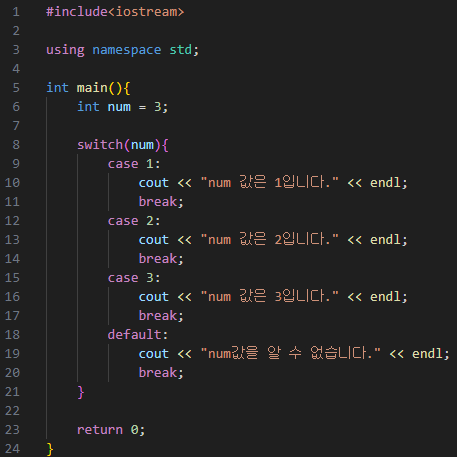 1 #include<iostream>
2
3 using namespace std;
4
5 int main(){
6     int num = 3;
7
8     switch(num){
9         case 1:
10             cout << "num 값은 1입니다." << endl;
11             break;
12         case 2:
13             cout << "num 값은 2입니다." << endl;
14             break;
15         case 3:
16             cout << "num 값은 3입니다." << endl;
17             break;
18         default:
19             cout << "num값을 알 수 없습니다." << endl;
20             break;
21     }
22
23     return 0;
24 }